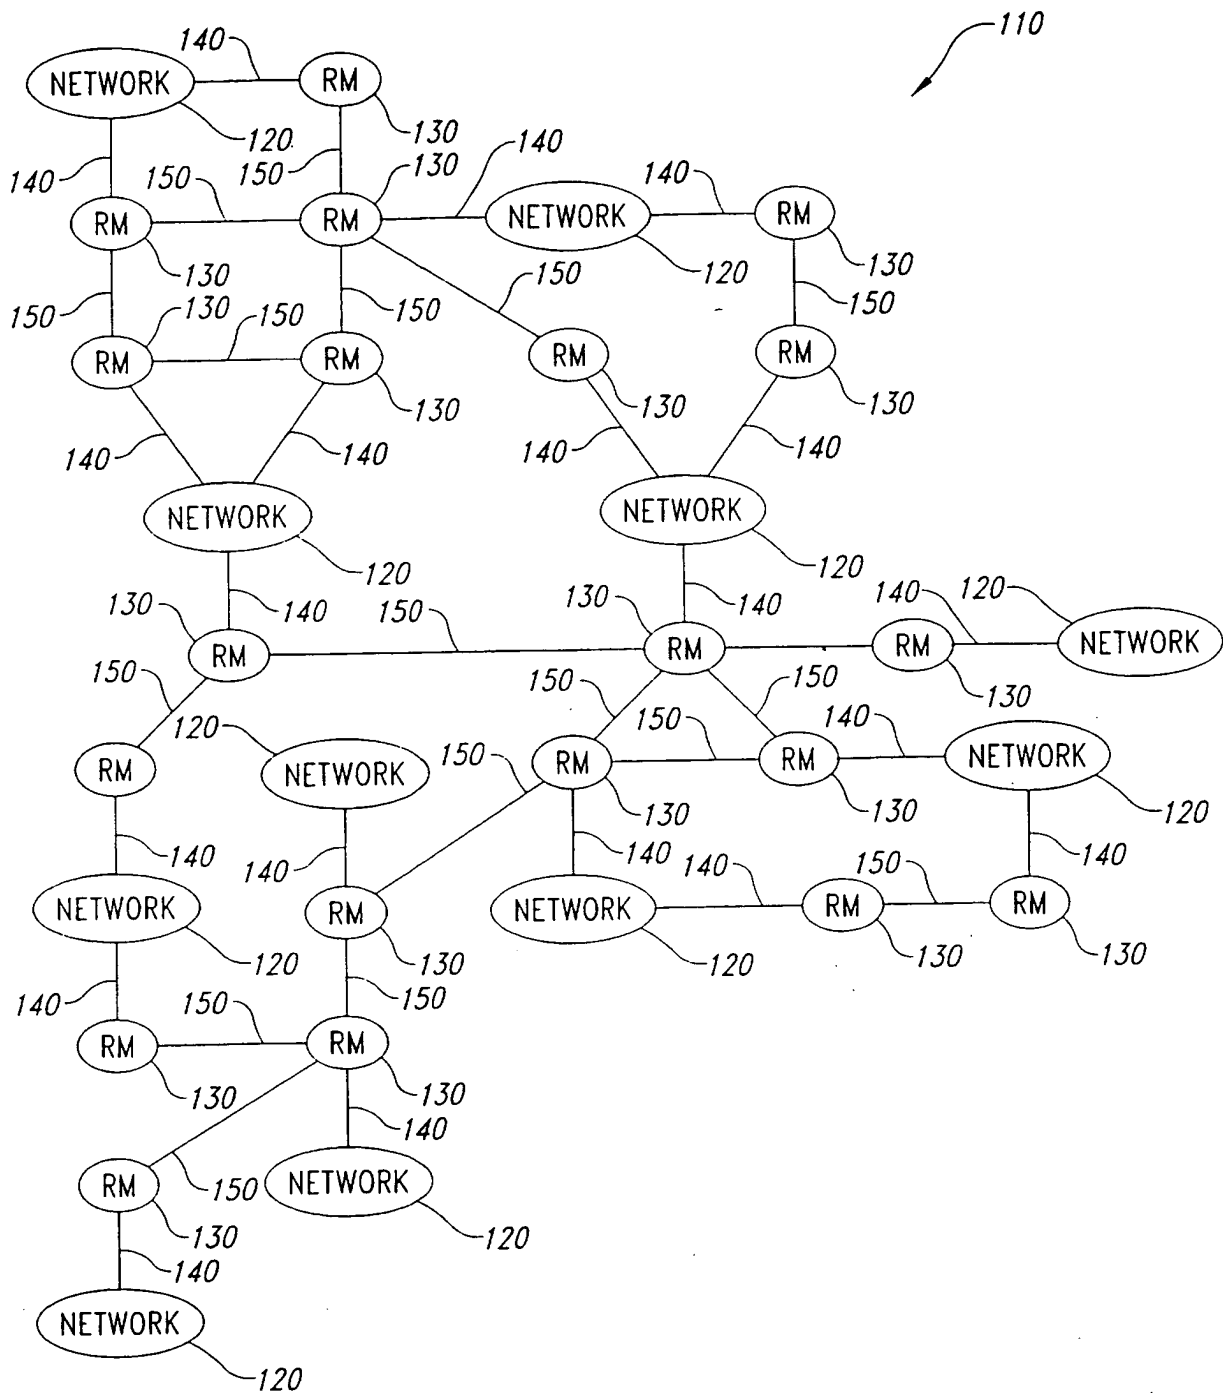 140 110
NETWORK RM
120 130
140 150 150 130 140 140
RM RM NETWORK RM
130 150 120 130
150 130 150 150 150
RM RM RM RM
130 130 130
140 140 140 140
NETWORK NETWORK
120 120
130 140 150 130 140 140 120
RM RM RM NETWORK
150 150 150 130
120 150 140
RM NETWORK 150 RM RM NETWORK
130 130 120
140 140 140 140 150 140
NETWORK RM NETWORK RM RM
120 130 120 130 130
140 150 150
RM RM
130 130
140
RM 150 NETWORK
130 120
140
NETWORK
120